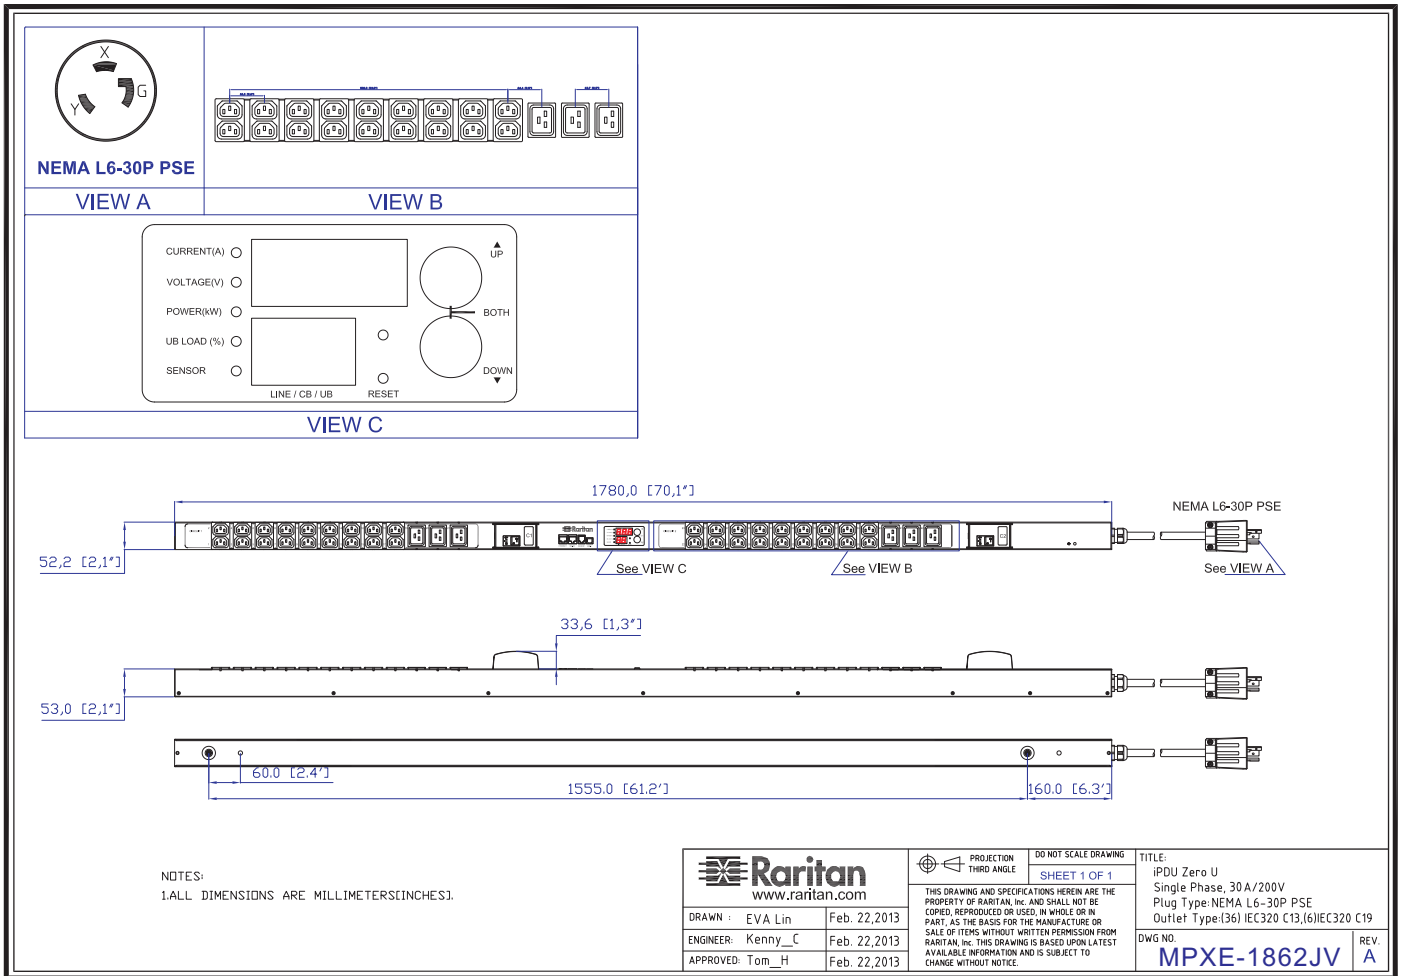 X
G
Y
NEMA L6-30P PSE
VIEW A
VIEW B
CURRENT(A)
VOLTAGE(V)
POWER(kW)
UB LOAD (%)
SENSOR
LINE / CB / UB
RESET
UP
BOTH
DOWN
VIEW C
1780,0 [70,1"]
NEMA L6-30P PSE
52,2 [2,1"]
Raritan
C1
C2
See VIEW C
See VIEW B
See VIEW A
33,6 [1,3"]
53,0 [2,1"]
60.0 [2.4']
1555.0 [61.2']
160.0 [6.3']
NOTES:
1.ALL DIMENSIONS ARE MILLIMETERS[INCHES].
Raritan
www.raritan.com
DRAWN : EVA Lin Feb. 22,2013
ENGINEER: Kenny_C Feb. 22,2013
APPROVED: Tom_H Feb. 22,2013
PROJECTION
THIRD ANGLE
DO NOT SCALE DRAWING
SHEET 1 OF 1
THIS DRAWING AND SPECIFICATIONS HEREIN ARE THE
PROPERTY OF RARITAN, Inc. AND SHALL NOT BE
COPIED, REPRODUCED OR USED, IN WHOLE OR IN
PART, AS THE BASIS FOR THE MANUFACTURE OR
SALE OF ITEMS WITHOUT WRITTEN PERMISSION FROM
RARITAN, Inc. THIS DRAWING IS BASED UPON LATEST
AVAILABLE INFORMATION AND IS SUBJECT TO
CHANGE WITHOUT NOTICE.
TITLE:
iPDU Zero U
Single Phase, 30A/200V
Plug Type:NEMA L6-30P PSE
Outlet Type:(36) IEC320 C13,(6)IEC320 C19
DWG NO.
MPXE-1862JV
REV.
A